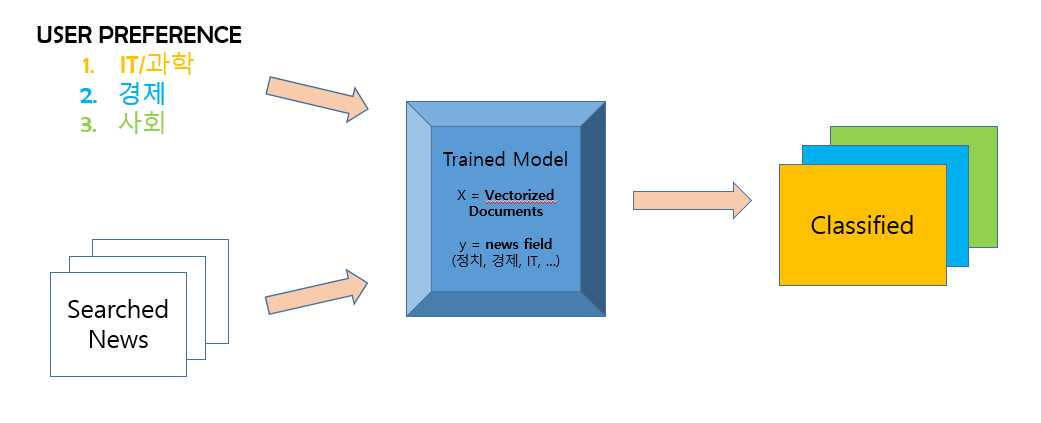 USER PREFERENCE
1. IT/과학
2. 경제
3. 사회
Searched
News
Trained Model
X = Vectorized
Documents
y = news field
(정치, 경제, IT, ...)
Classified